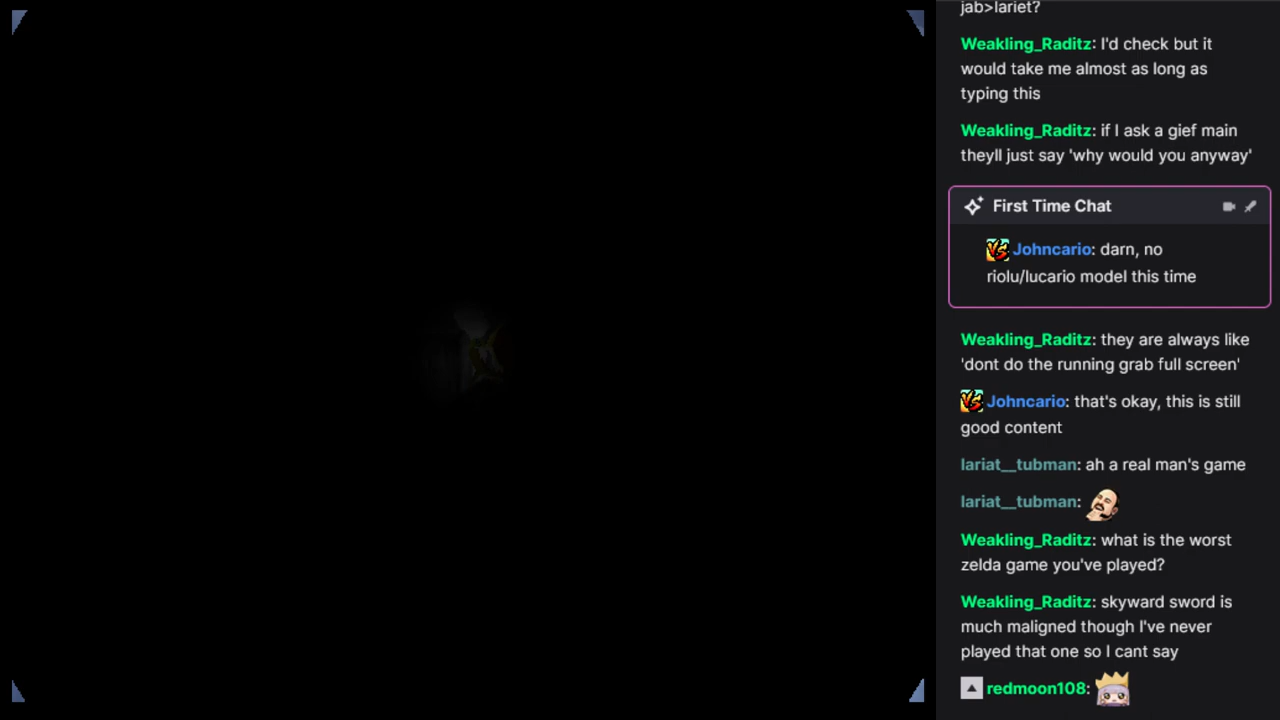 jab>lariet?
Weakling_Raditz: I'd check but it
would take me almost as long as
typing this
Weakling_Raditz: if I ask a gief main
theyll just say 'why would you anyway'
First Time Chat
Johncario: darn, no
riolu/lucario model this time
Weakling_Raditz: they are always like
'dont do the running grab full screen'
Johncario: that's okay, this is still
good content
lariat__tubman: ah a real man's game
lariat__tubman:
Weakling_Raditz: what is the worst
zelda game you've played?
Weakling_Raditz: skyward sword is
much maligned though I've never
played that one so I cant say
redmoon108: